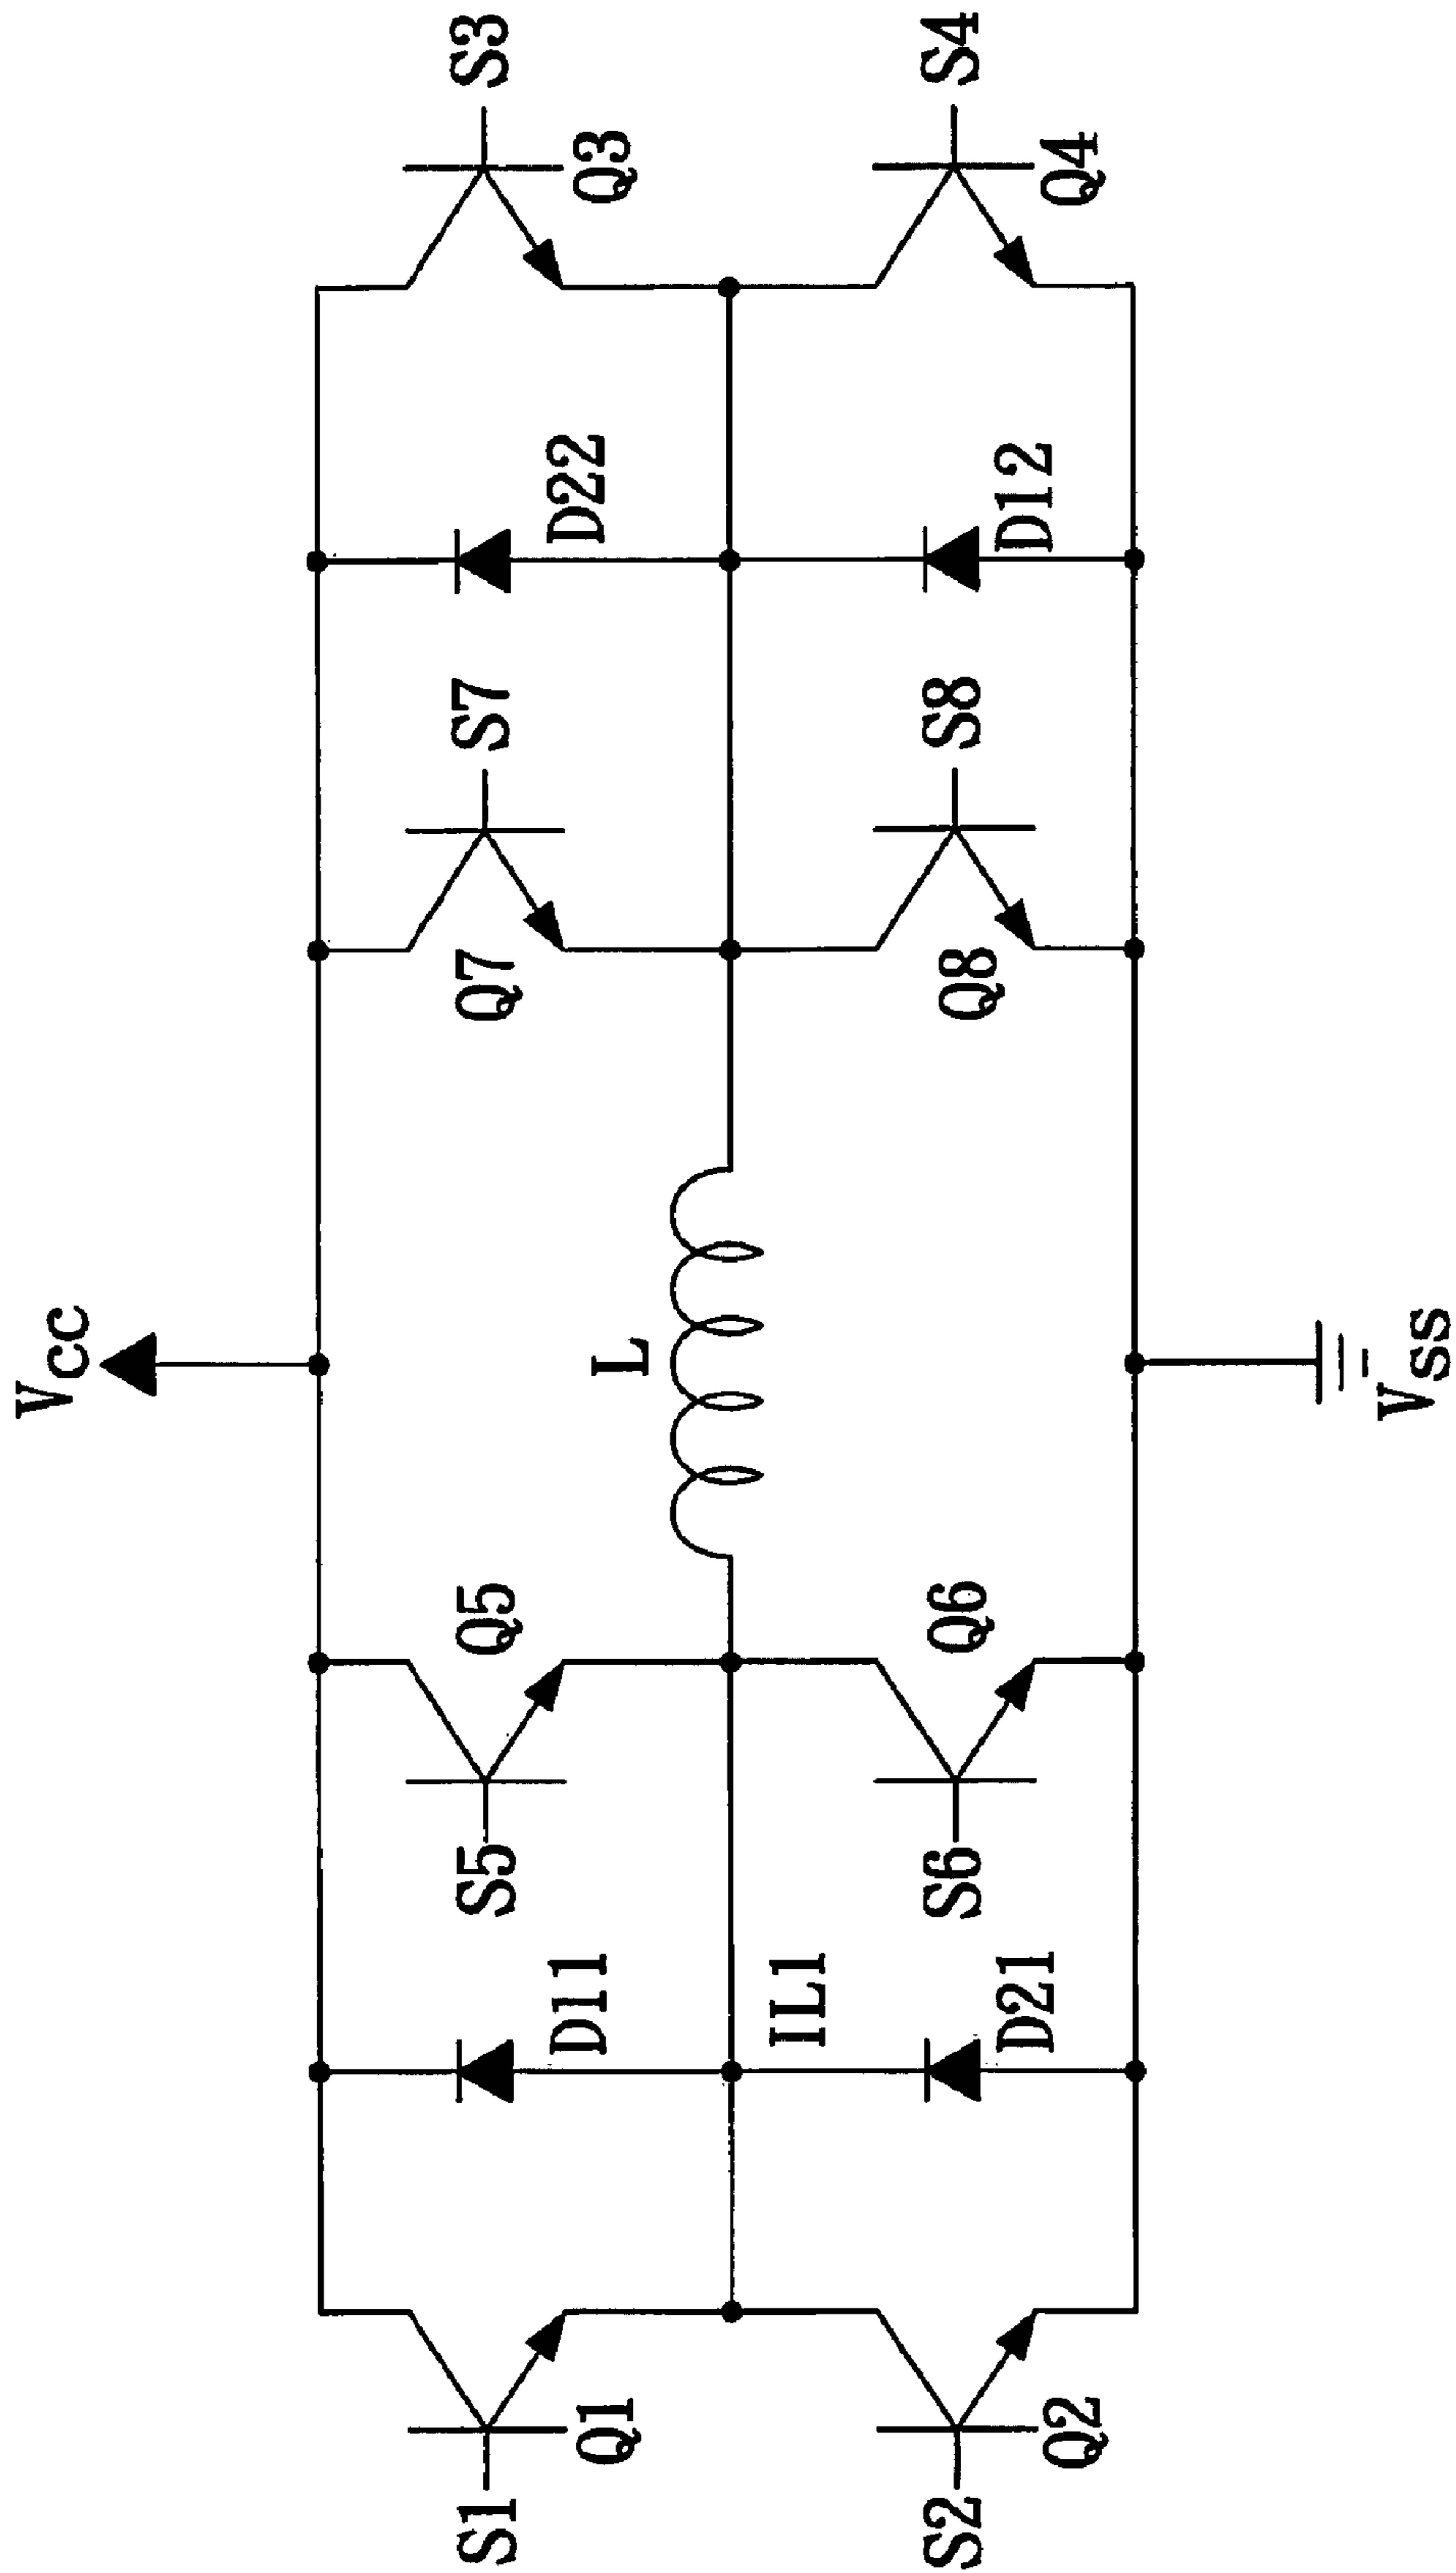 VCC
S1
Q1
D11
S5
Q5
L
Q7
S7
D22
Q3
S3
IL1
S2
Q2
D21
S6
Q6
Q8
S8
D12
Q4
S4
VSS